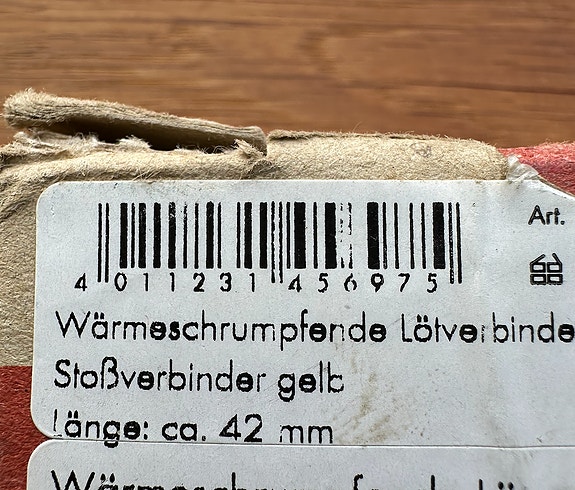 Art.
4 011231 456975
Wärmeschrumpfende Lötverbinde
Stoßverbinder gelb
Länge: ca. 42 mm